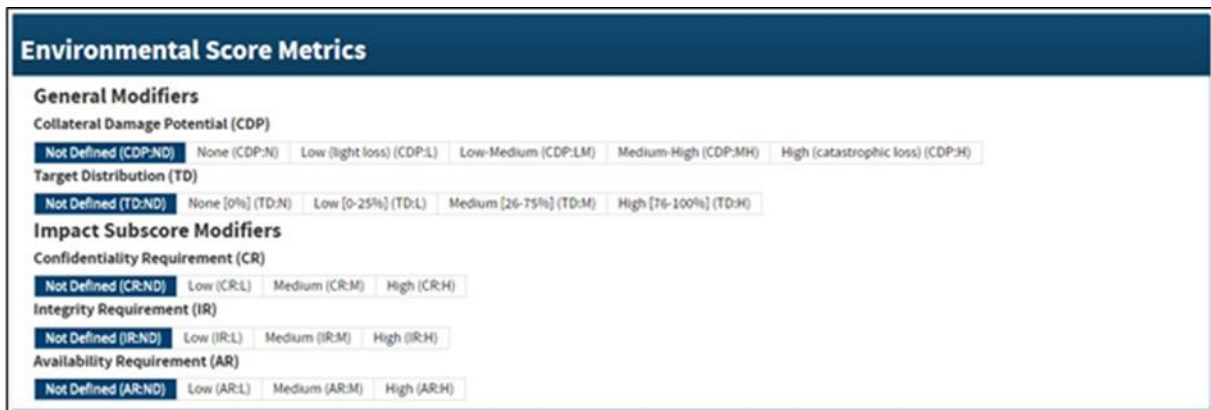 Environmental Score Metrics
General Modifiers
Collateral Damage Potential (CDP)
Not Defined (CDP:ND) None (CDP:N) Low (light loss) (CDP:L) Low-Medium (CDP:LM) Medium-High (CDP:MH) High (catastrophic loss) (CDP:H)
Target Distribution (TD)
Not Defined (TD:ND) None [0%] (TD:N) Low [0-25%] (TD:L) Medium [26-75%] (TD:M) High [76-100%] (TD:H)
Impact Subscore Modifiers
Confidentiality Requirement (CR)
Not Defined (CR:ND) Low (CR:L) Medium (CR:M) High (CR:H)
Integrity Requirement (IR)
Not Defined (IR:ND) Low (IR:L) Medium (IR:M) High (IR:H)
Availability Requirement (AR)
Not Defined (AR:ND) Low (AR:L) Medium (AR:M) High (AR:H)